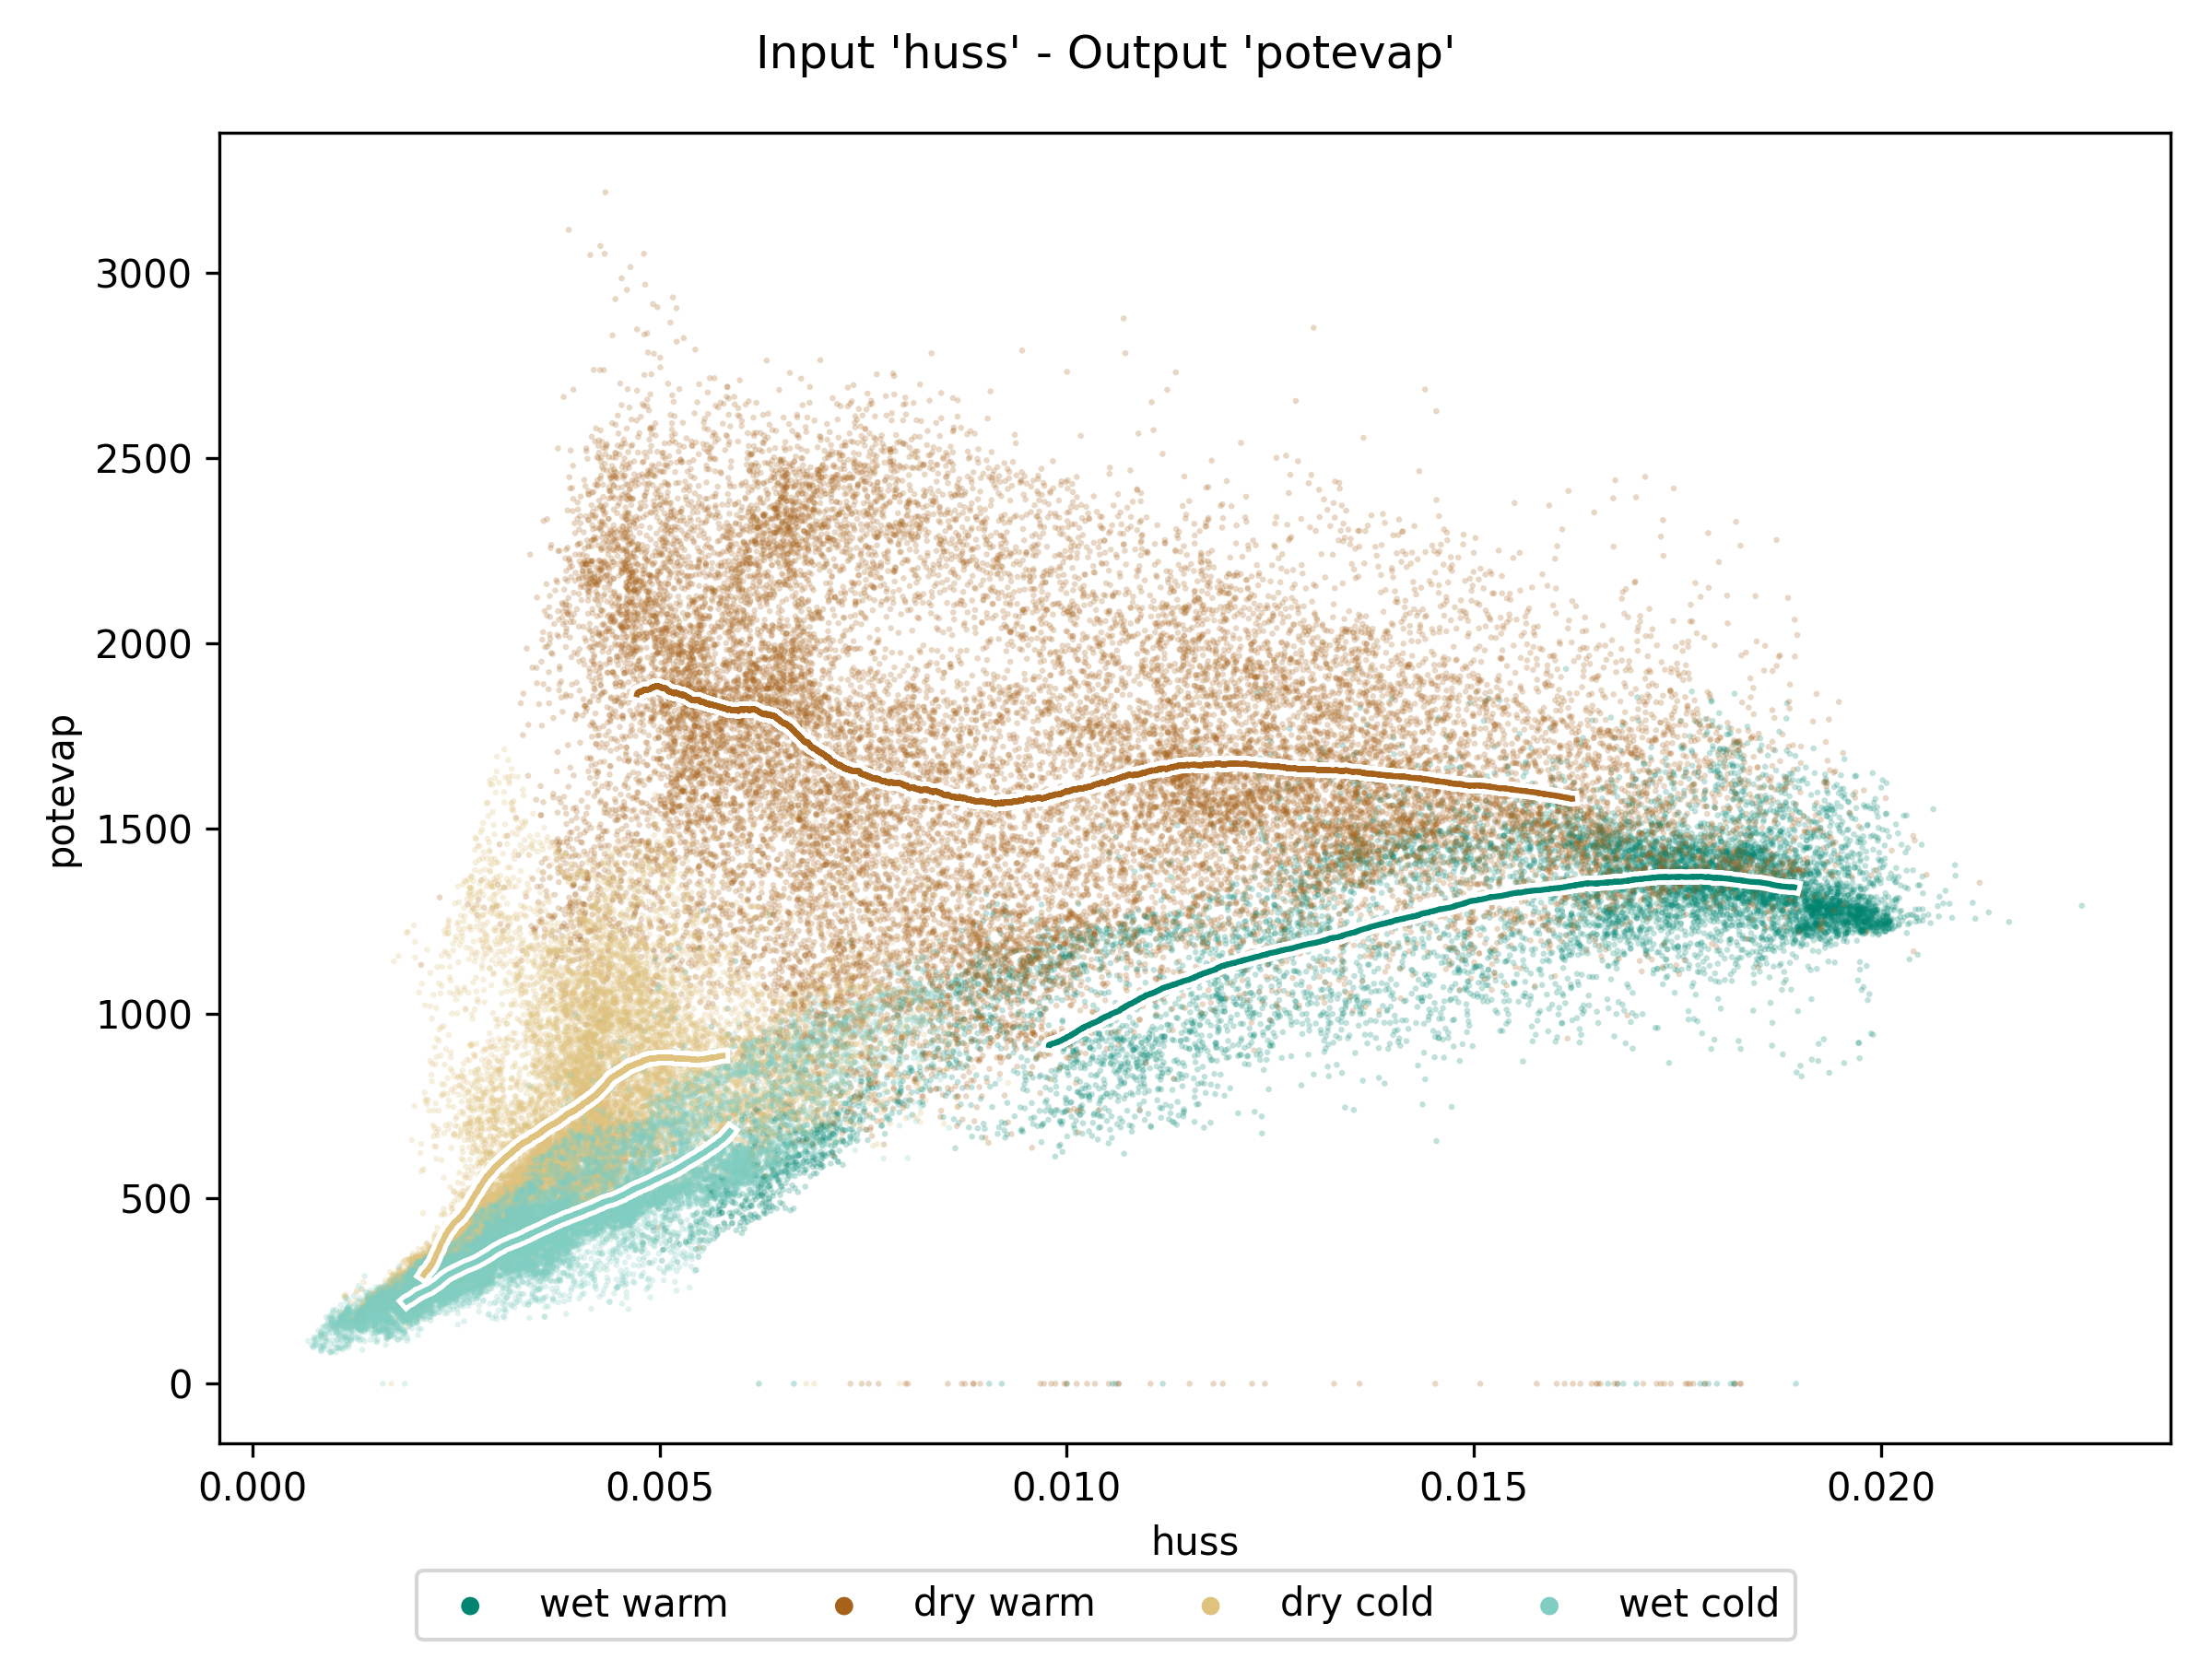 Input 'huss' - Output 'potevap'
3000
2500
2000
1500
1000
500
0
potevap
0.000 0.005 0.010 0.015 0.020
huss
wet warm dry warm dry cold wet cold